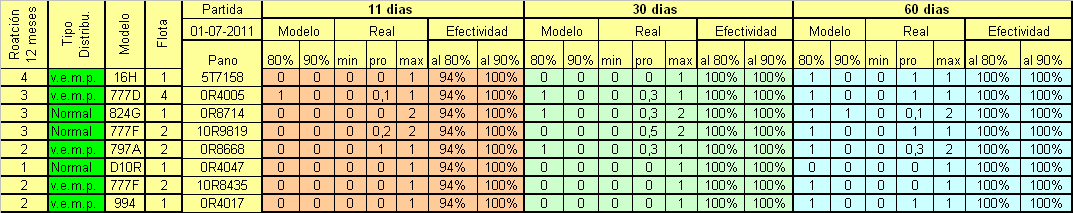 Roatción 12 meses Tipo Distribu. Modelo Flota Partida 11 dias 30 dias 60 dias
01-07-2011 Modelo Real Efectividad Modelo Real Efectividad Modelo Real Efectividad
Pano 80% 90% min pro max al 80% al 90% 80% 90% min pro max al 80% al 90% 80% 90% min pro max al 80% al 90%
4 v.e.m.p. 16H 1 5T7158 0 0 0 0 1 94% 100% 0 0 0 0 1 100% 100% 1 0 0 0 1 100% 100%
3 v.e.m.p. 777D 4 0R4005 1 0 0 0,1 1 94% 100% 1 0 0 0,3 1 100% 100% 1 0 0 0 1 100% 100%
3 Normal 824G 1 0R8714 0 0 0 0 2 94% 100% 0 0 0 0,3 2 100% 100% 1 1 0 0,1 2 100% 100%
3 Normal 777F 2 10R9819 0 0 0 0,2 2 94% 100% 0 0 0 0,5 2 100% 100% 1 0 0 0 1 100% 100%
2 v.e.m.p. 797A 2 0R8668 0 0 0 1 1 94% 100% 1 0 0 0,3 1 100% 100% 1 0 0 0,3 2 100% 100%
1 Normal D10R 1 0R4047 0 0 0 0 1 94% 100% 0 0 0 0 1 100% 100% 0 0 0 0 1 100% 100%
2 v.e.m.p. 777F 2 10R8435 0 0 0 0 1 94% 100% 0 0 0 0 1 100% 100% 1 0 0 0 1 100% 100%
2 v.e.m.p. 994 1 0R4017 0 0 0 0 1 94% 100% 0 0 0 0 1 100% 100% 1 0 0 0 1 100% 100%